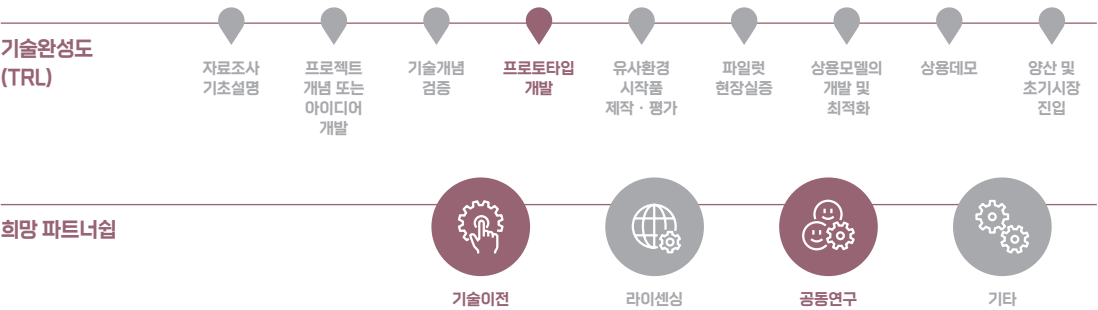 기술완성도
(TRL)
자료조사
기초설명
프로젝트
개념 또는
아이디어
개발
기술개념
검증
프로토타입
개발
유사환경
시작품
제작 · 평가
파일럿
현장실증
상용모델의
개발 및
최적화
상용데모
양산 및
초기시장
진입
희망 파트너쉽
기술이전
라이센싱
공동연구
기타